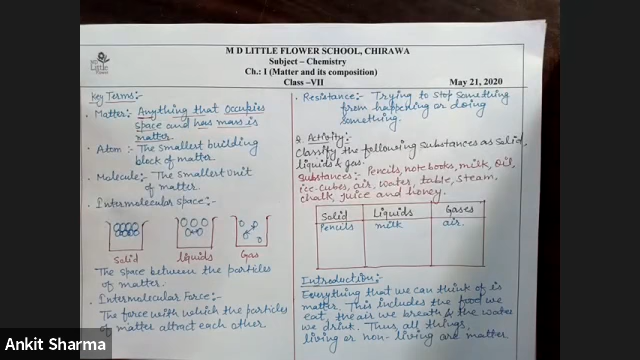 M D LITTLE FLOWER SCHOOL, CHIRAWA
Subject – Chemistry
Ch.: I (Matter and its composition)
Class –VII
May 21, 2020
Little
Flower
Key Terms:-
• Matter: Anything that occupies
space and has mass is
matter.
• Atom :- The smallest building
block of matter
• Molecule:- The smallest unit
of matter.
• Intermolecular space:-
Solid
liquids
Gas
The space between the particles
of matter.
• Intermolecular Force:-
The force with which the particles
of matter attract each other.
• Resistance:- Trying to stop something
from happening or doing
something.
Q. Activity:-
Classify the following substances as solid,
liquids & gas.
Substances:- Pencils, note books, milk, Oil,
ice-cubes, air, water, table, steam,
chalk, juice and honey.
Solid Liquids Gases
Pencils milk air.
Introduction:-
Everything that we can think of is
matter. This includes the food we
eat, the air we breath & the water
we drink. Thus all things,
living or non-living are matter.
Ankit Sharma